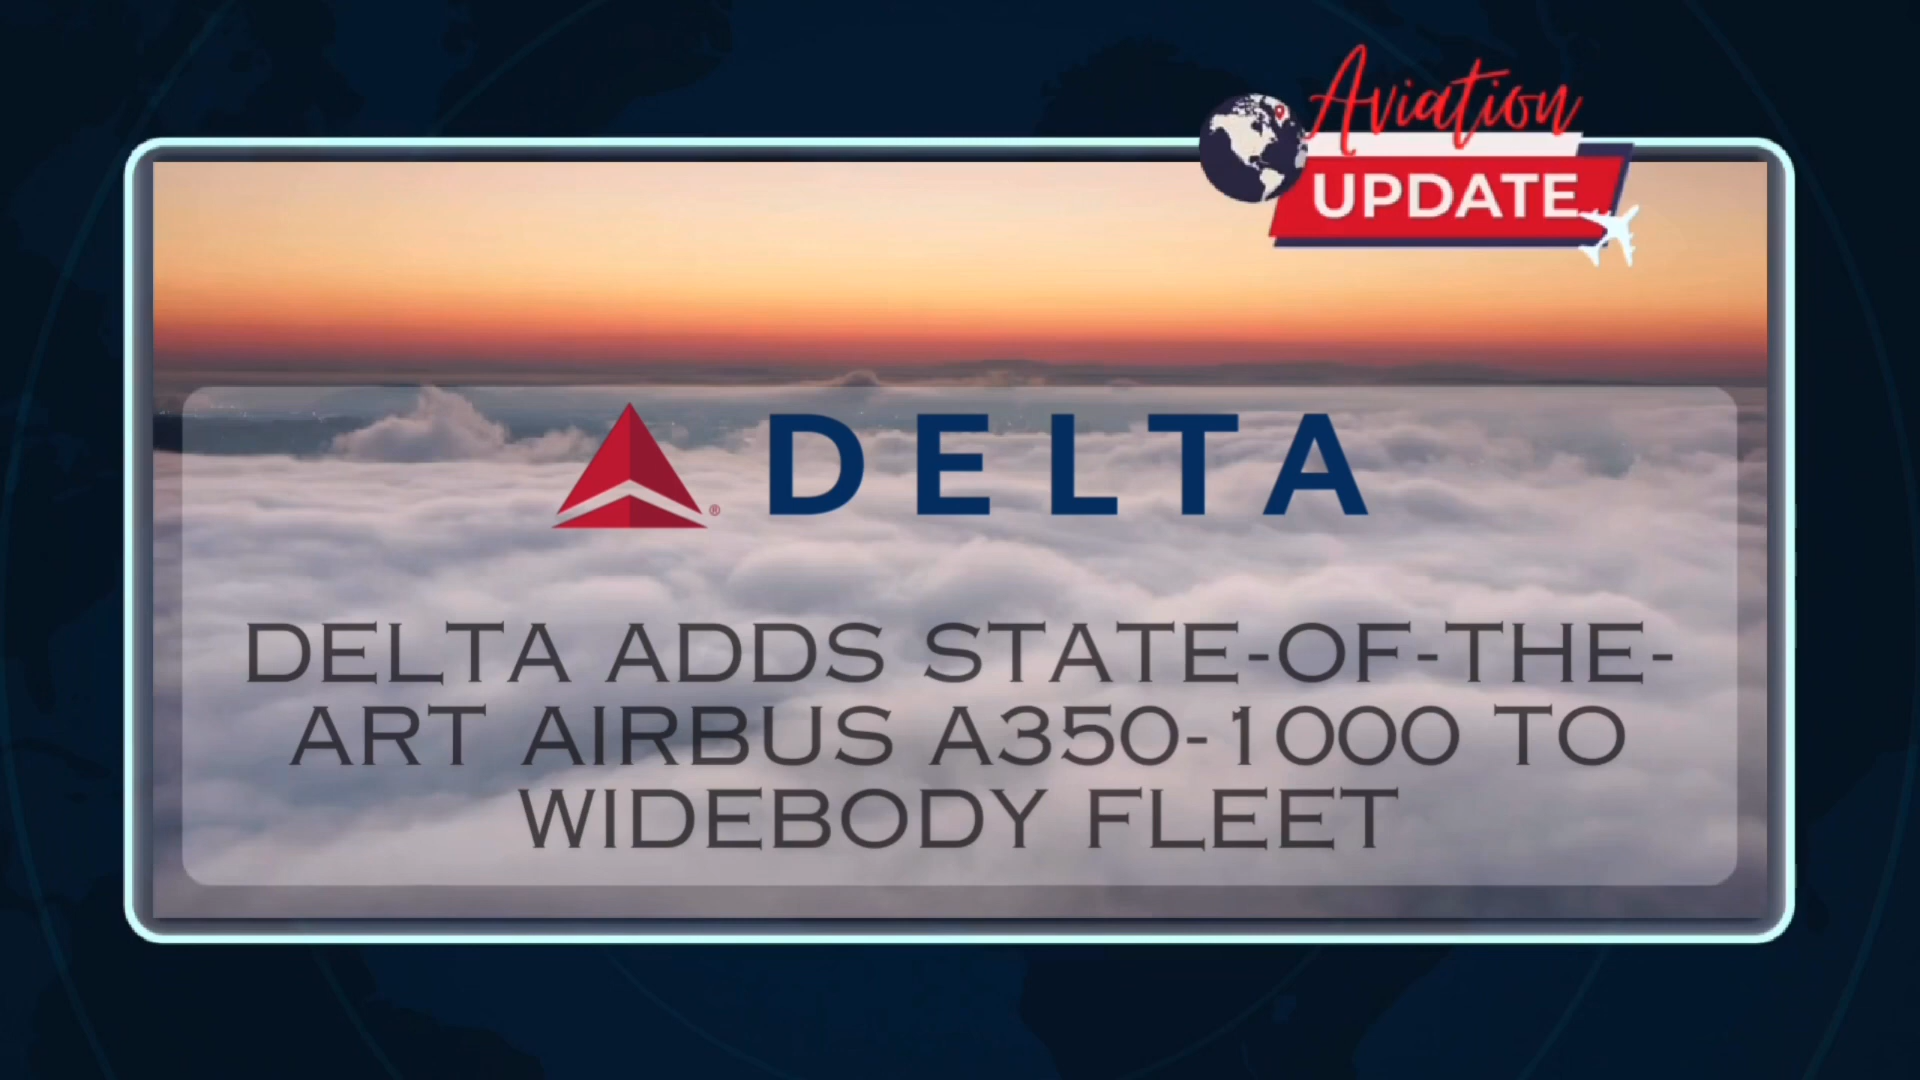 Aviation
UPDATE
DELTA
DELTA ADDS STATE-OF-THE-
ART AIRBUS A350-1000 TO
WIDEBODY FLEET